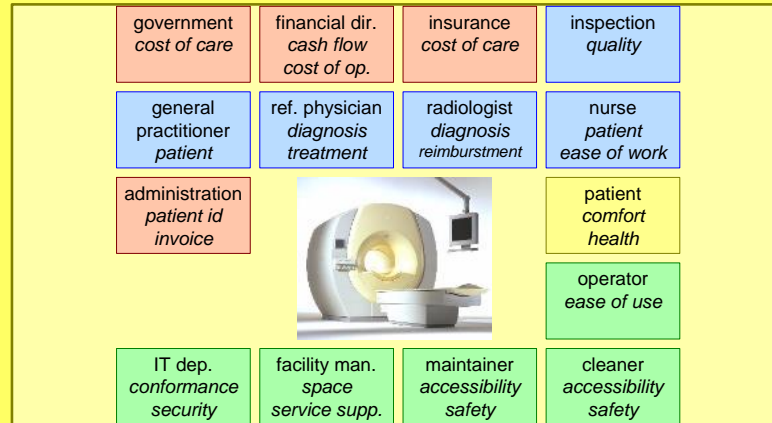 government
cost of care
financial dir.
cash flow
cost of op.
insurance
cost of care
inspection
quality
general
practitioner
patient
ref. physician
diagnosis
treatment
radiologist
diagnosis
reimburstment
nurse
patient
ease of work
administration
patient id
invoice
patient
comfort
health
operator
ease of use
IT dep.
conformance
security
facility man.
space
service supp.
maintainer
accessibility
safety
cleaner
accessibility
safety